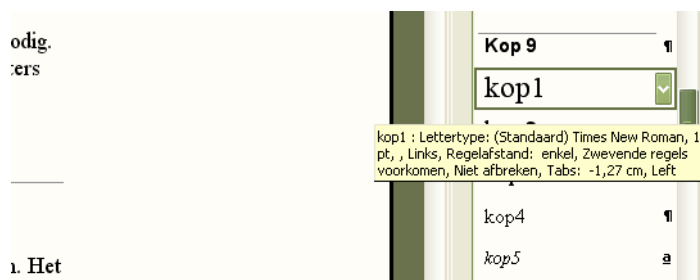 odig.
ters
n. Het
Kop 9 ¶
kop1
kop1 : Lettertype: (Standaard) Times New Roman, 1
pt, , Links, Regelafstand: enkel, Zwevende regels
voorkomen, Niet afbreken, Tabs: -1,27 cm, Left
kop4 ¶
kop5 a